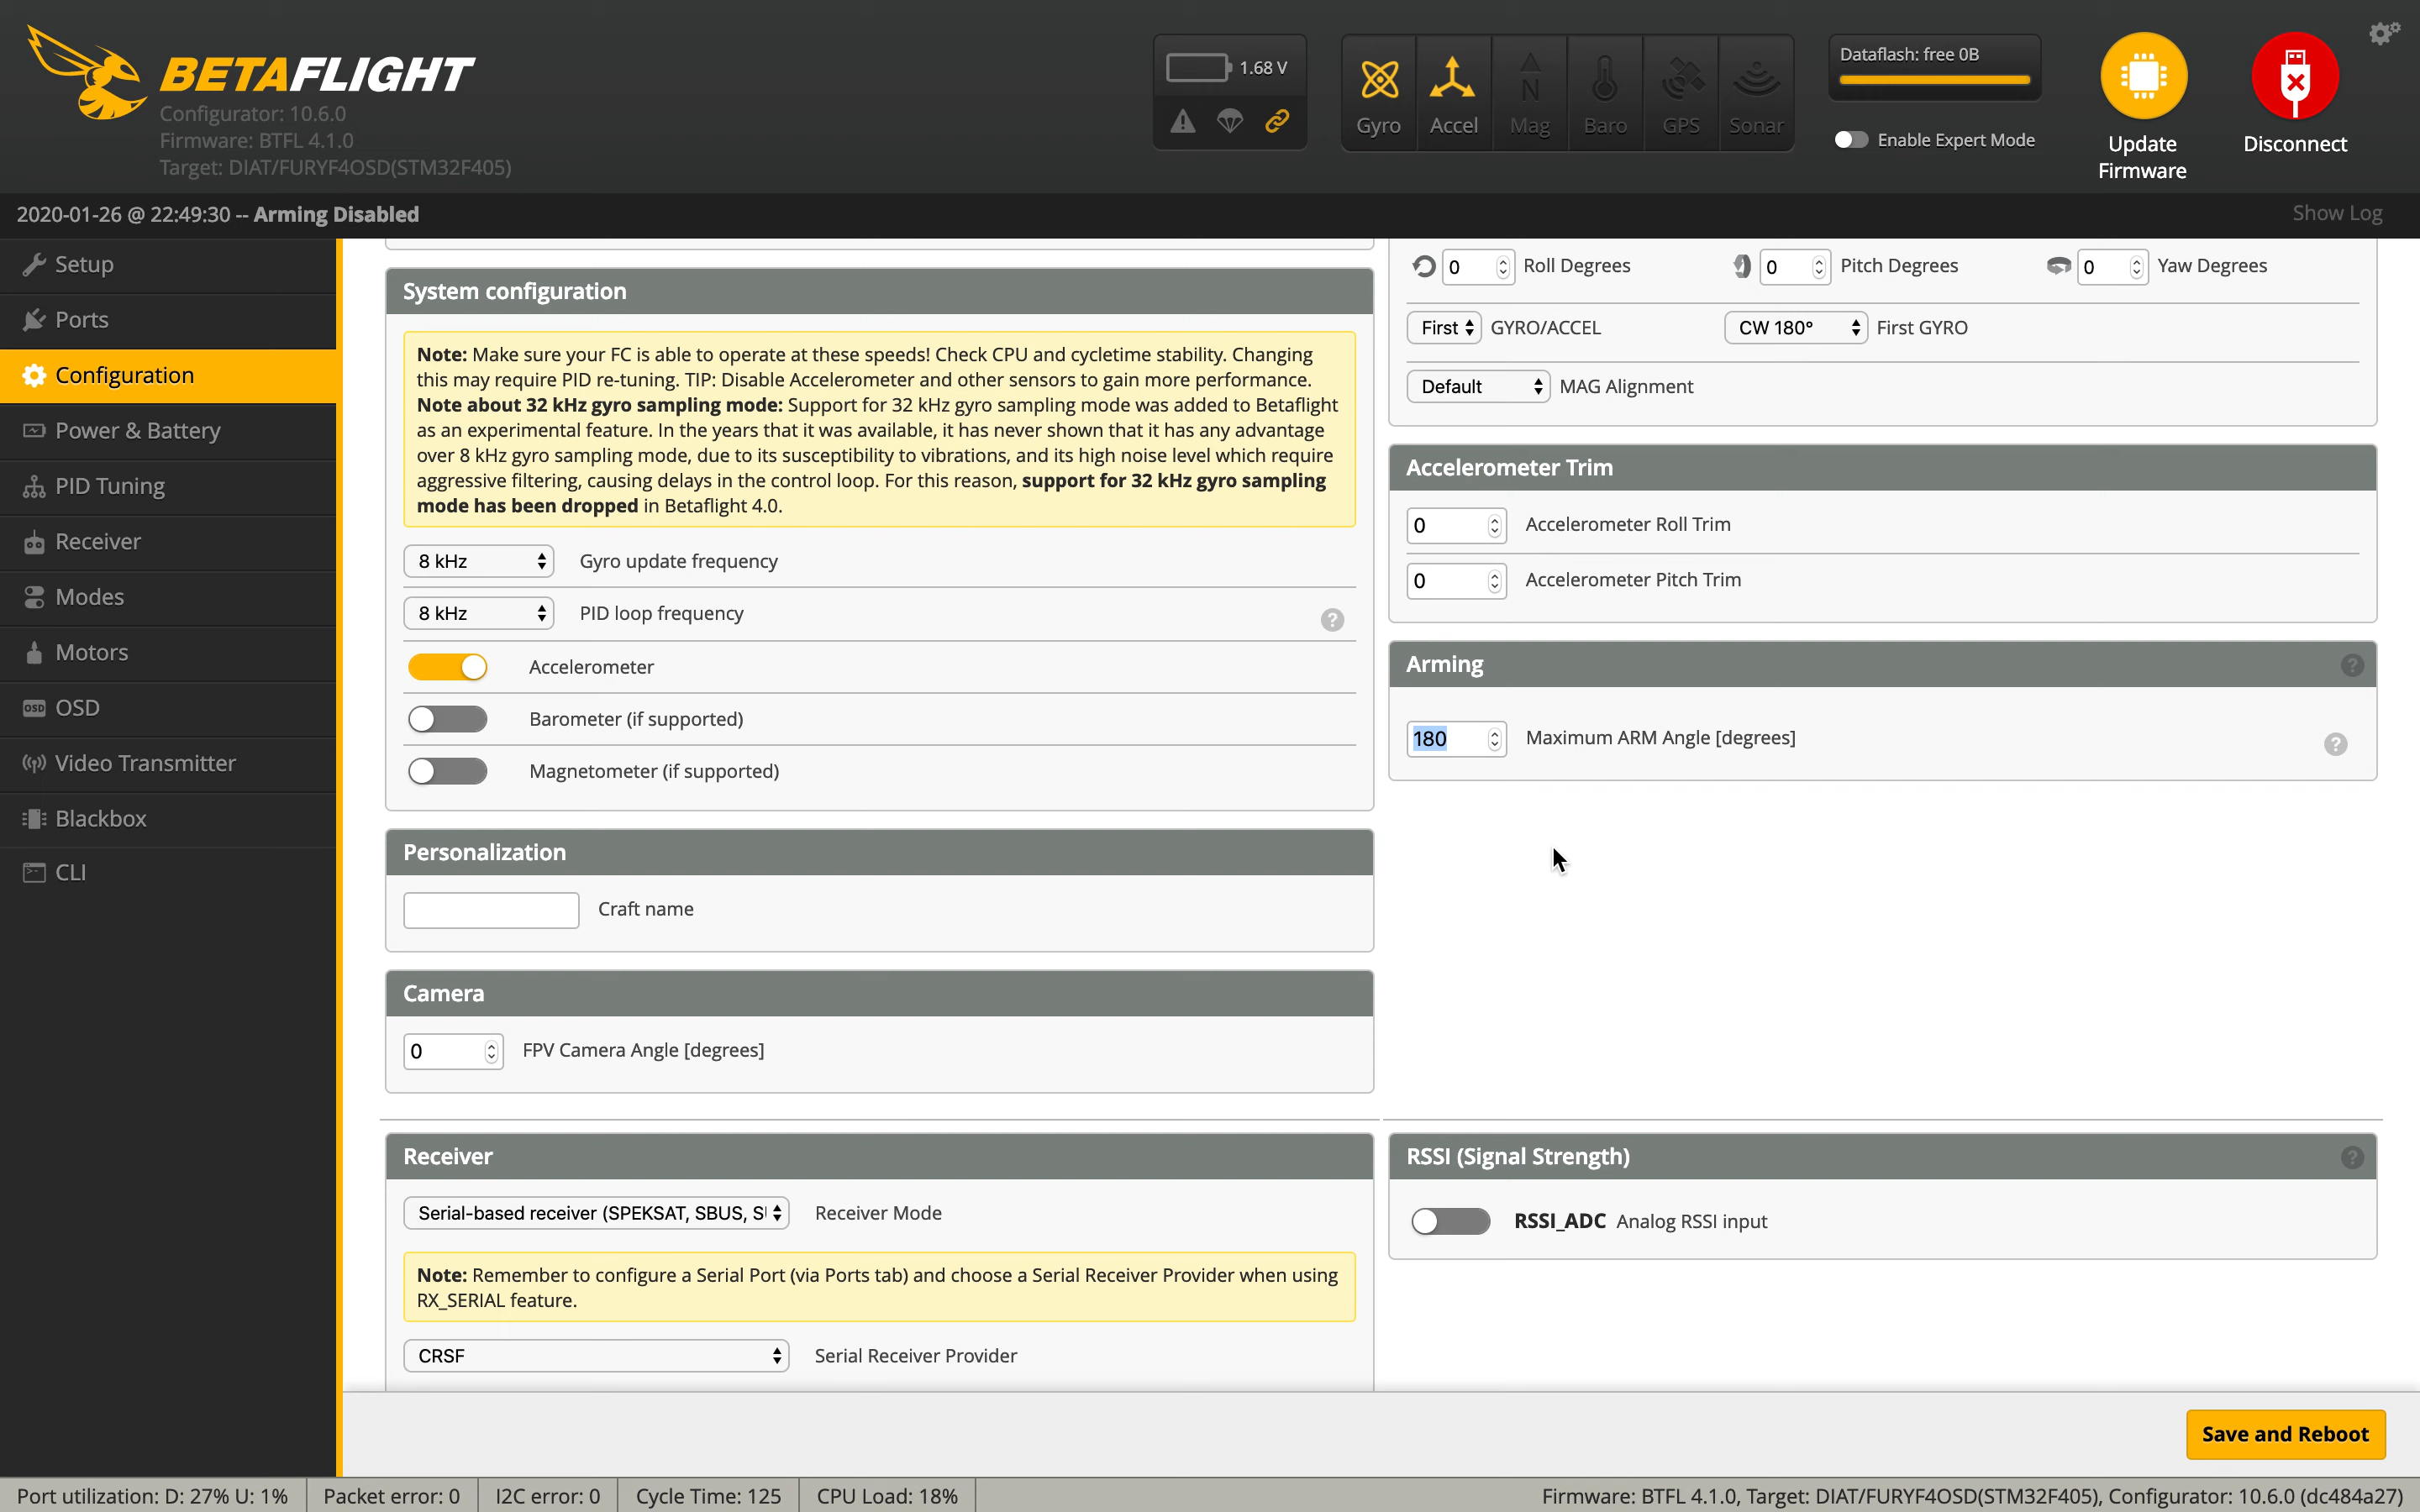 BETAFLIGHT
Configurator: 10.6.0
Firmware: BTFL 4.1.0
Target: DIAT/FURYF4OSD(STM32F405)
1.68 V
Gyro
Accel
Mag
Baro
GPS
Sonar
Dataflash: free 0B
Enable Expert Mode
Update
Firmware
Disconnect
2020-01-26 @ 22:49:30 -- Arming Disabled
Show Log
Setup
Ports
Configuration
Power & Battery
PID Tuning
Receiver
Modes
Motors
OSD OSD
Video Transmitter
Blackbox
CLI
System configuration
Note: Make sure your FC is able to operate at these speeds! Check CPU and cycletime stability. Changing
this may require PID re-tuning. TIP: Disable Accelerometer and other sensors to gain more performance.
Note about 32 kHz gyro sampling mode: Support for 32 kHz gyro sampling mode was added to Betaflight
as an experimental feature. In the years that it was available, it has never shown that it has any advantage
over 8 kHz gyro sampling mode, due to its susceptibility to vibrations, and its high noise level which require
aggressive filtering, causing delays in the control loop. For this reason, support for 32 kHz gyro sampling
mode has been dropped in Betaflight 4.0.
8 kHz Gyro update frequency
8 kHz PID loop frequency ?
Accelerometer
Barometer (if supported)
Magnetometer (if supported)
Personalization
Craft name
Camera
0 FPV Camera Angle [degrees]
0 Roll Degrees 0 Pitch Degrees 0 Yaw Degrees
First GYRO/ACCEL CW 180° First GYRO
Default MAG Alignment
Accelerometer Trim
0 Accelerometer Roll Trim
0 Accelerometer Pitch Trim
Arming ?
180 Maximum ARM Angle [degrees] ?
Receiver
Serial-based receiver (SPEKSAT, SBUS, S Receiver Mode
Note: Remember to configure a Serial Port (via Ports tab) and choose a Serial Receiver Provider when using
RX_SERIAL feature.
CRSF Serial Receiver Provider
RSSI (Signal Strength) ?
RSSI_ADC Analog RSSI input
Save and Reboot
Port utilization: D: 27% U: 1% Packet error: 0 I2C error: 0 Cycle Time: 125 CPU Load: 18% Firmware: BTFL 4.1.0, Target: DIAT/FURYF4OSD(STM32F405), Configurator: 10.6.0 (dc484a27)